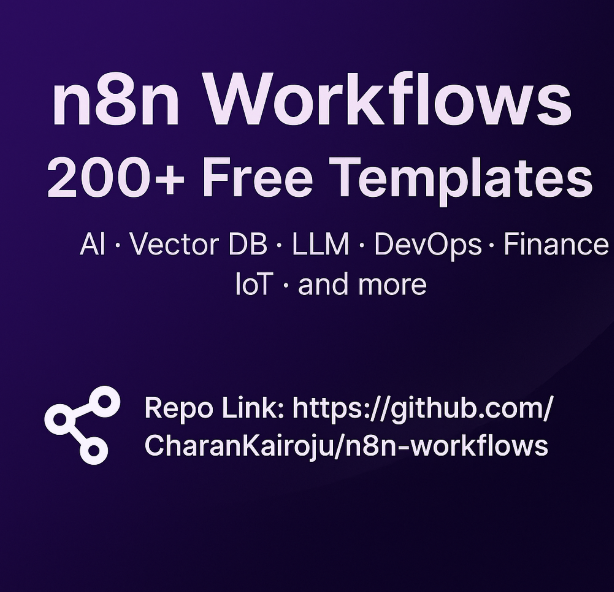 n8n Workflows
200+ Free Templates
AI · Vector DB · LLM · DevOps · Finance
IoT · and more
Repo Link: https://github.com/
CharanKairoju/n8n-workflows